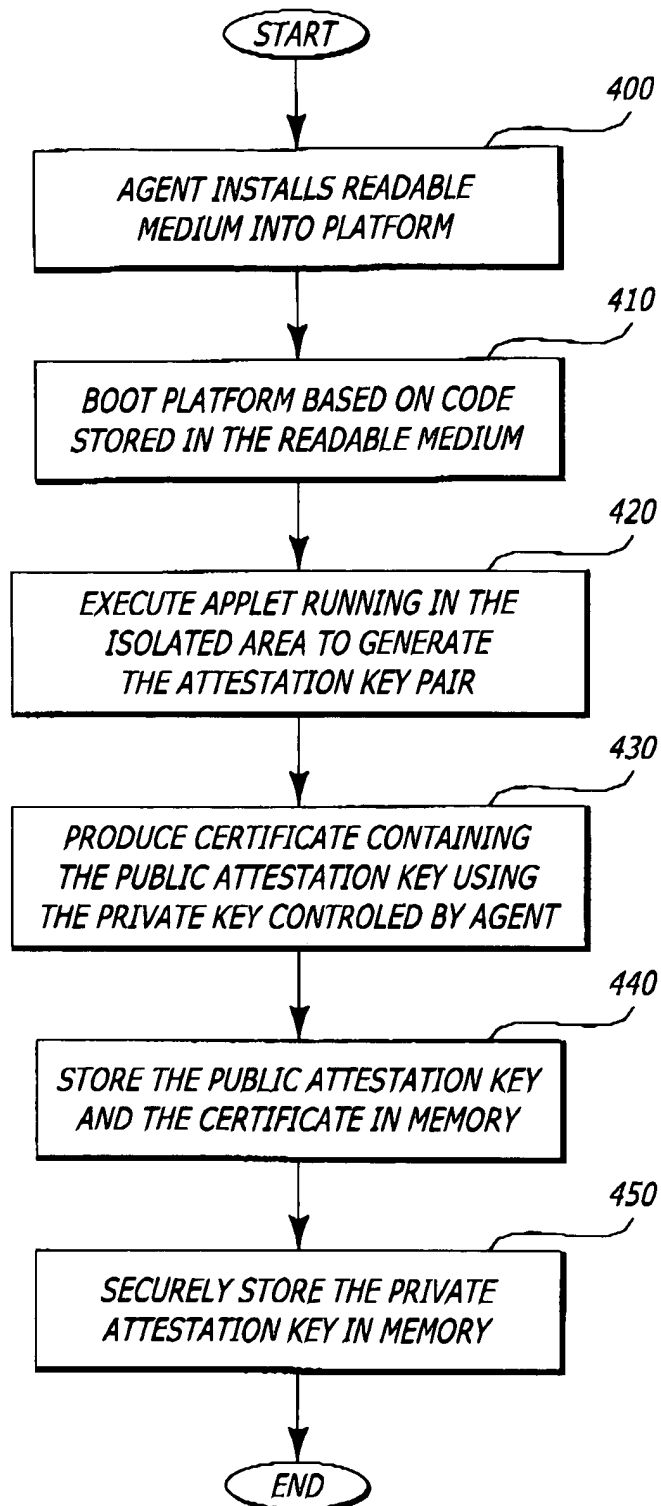 START
400
AGENT INSTALLS READABLE
MEDIUM INTO PLATFORM
410
BOOT PLATFORM BASED ON CODE
STORED IN THE READABLE MEDIUM
420
EXECUTE APPLET RUNNING IN THE
ISOLATED AREA TO GENERATE
THE ATTESTATION KEY PAIR
430
PRODUCE CERTIFICATE CONTAINING
THE PUBLIC ATTESTATION KEY USING
THE PRIVATE KEY CONTROLED BY AGENT
440
STORE THE PUBLIC ATTESTATION KEY
AND THE CERTIFICATE IN MEMORY
450
SECURELY STORE THE PRIVATE
ATTESTATION KEY IN MEMORY
END